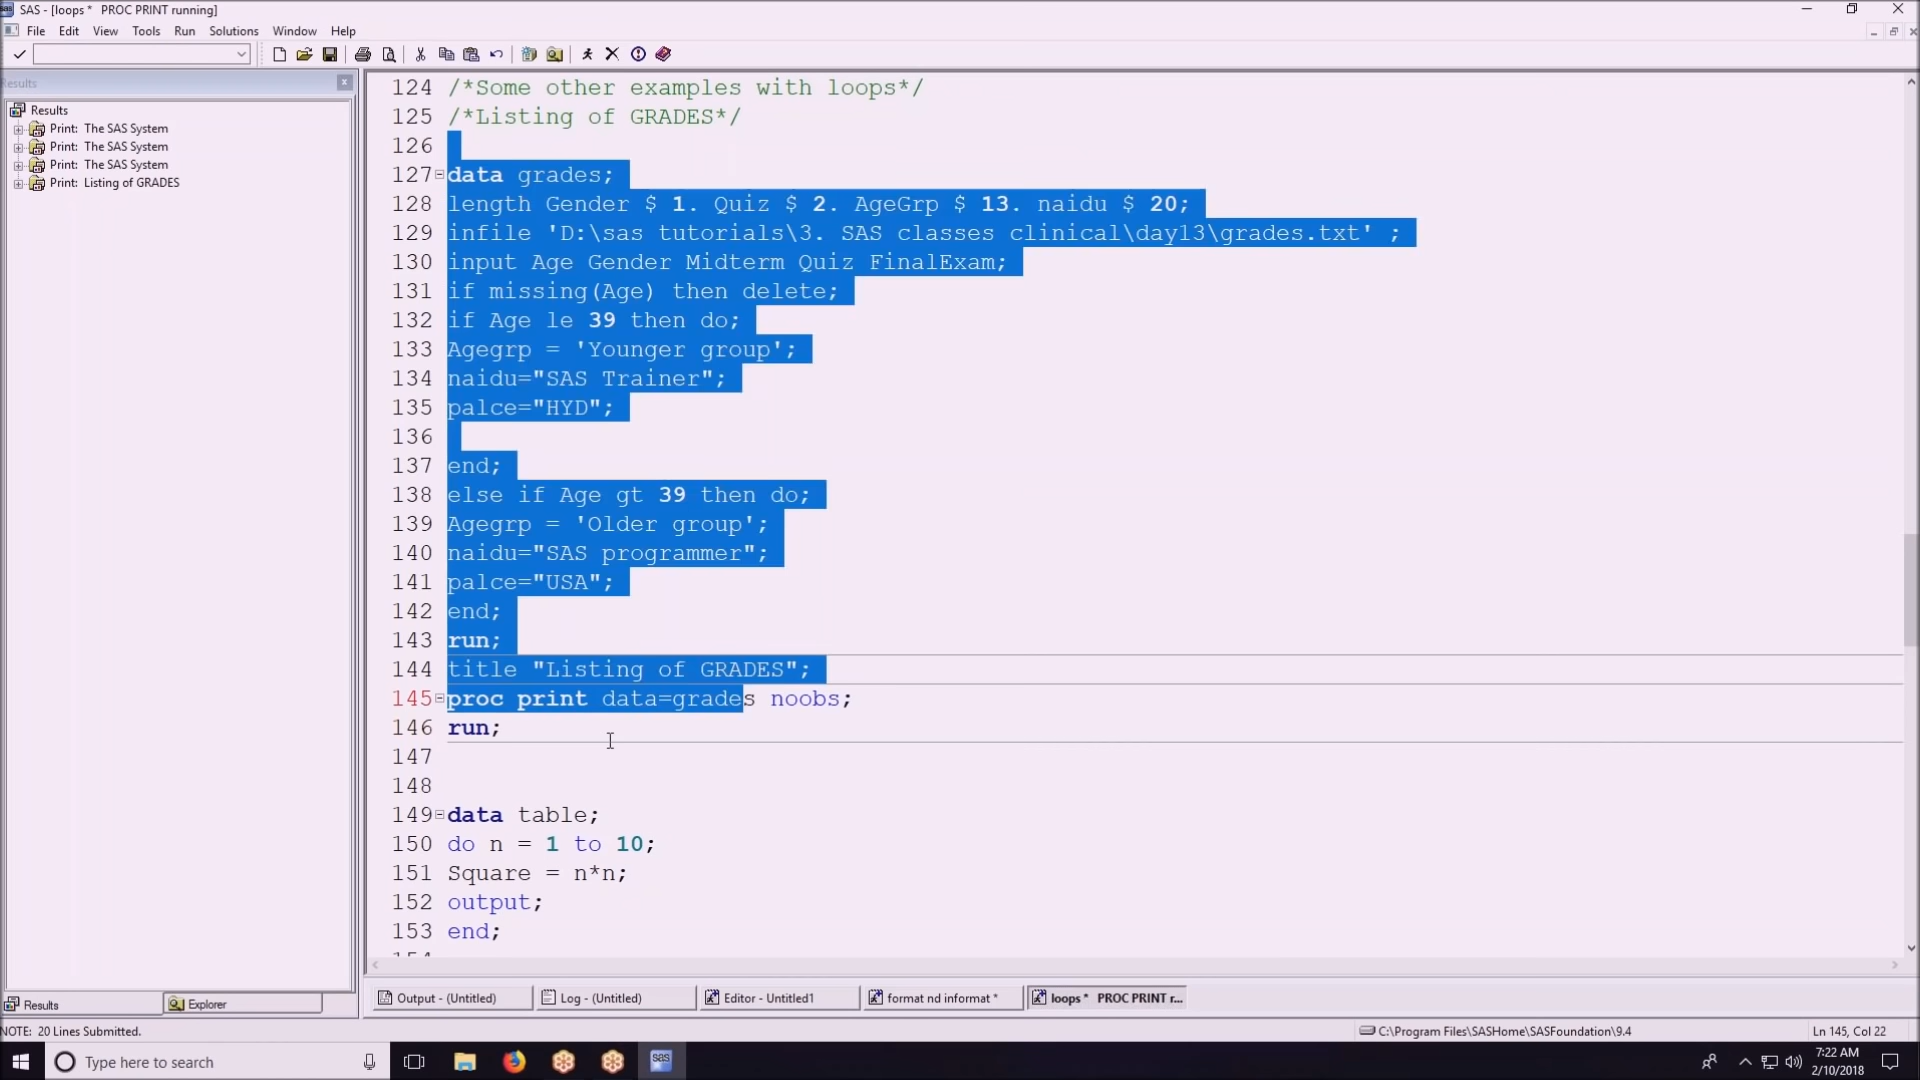 SAS - [loops * PROC PRINT running]
File Edit View Tools Run Solutions Window Help
Results
Results
Print: The SAS System
Print: The SAS System
Print: The SAS System
Print: Listing of GRADES
124 /*Some other examples with loops*/
125 /*Listing of GRADES*/
126
127 data grades;
128 length Gender $ 1. Quiz $ 2. AgeGrp $ 13. naidu $ 20;
129 infile 'D:\sas tutorials\3. SAS classes clinical\day13\grades.txt' ;
130 input Age Gender Midterm Quiz FinalExam;
131 if missing(Age) then delete;
132 if Age le 39 then do;
133 Agegrp = 'Younger group';
134 naidu="SAS Trainer";
135 palce="HYD";
136
137 end;
138 else if Age gt 39 then do;
139 Agegrp = 'Older group';
140 naidu="SAS programmer";
141 palce="USA";
142 end;
143 run;
144 title "Listing of GRADES";
145 proc print data=grades noobs;
146 run;
147
148
149 data table;
150 do n = 1 to 10;
151 Square = n*n;
152 output;
153 end;
154
Results Explorer
Output - (Untitled) Log - (Untitled) Editor - Untitled1 format nd informat * loops * PROC PRINT r...
NOTE: 20 Lines Submitted. C:\Program Files\SASHome\SASFoundation\9.4 Ln 145, Col 22
Type here to search sas 7:22 AM
2/10/2018